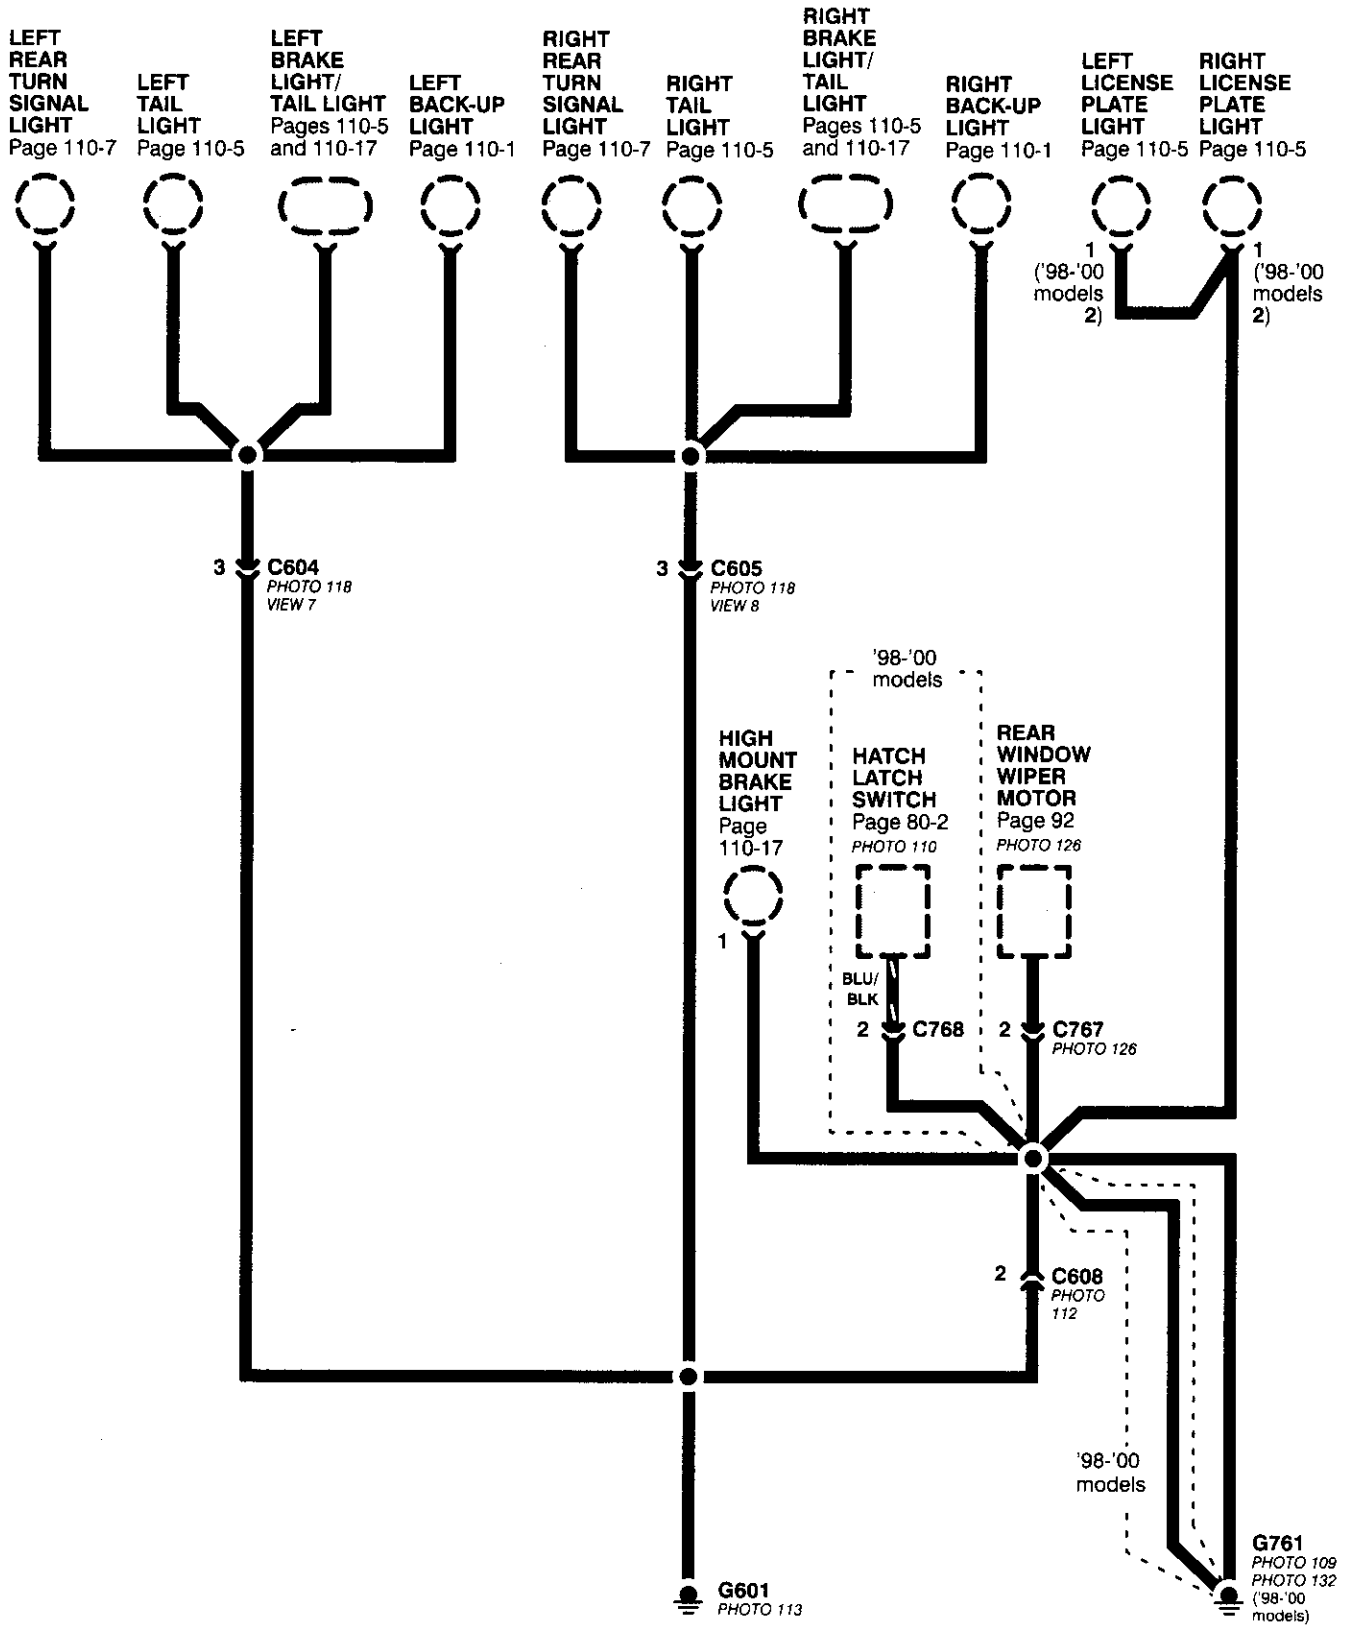 LEFT
REAR
TURN
SIGNAL
LIGHT
Page 110-7
LEFT
TAIL
LIGHT
Page 110-5
LEFT
BRAKE
LIGHT/
TAIL LIGHT
Pages 110-5
and 110-17
LEFT
BACK-UP
LIGHT
Page 110-1
RIGHT
REAR
TURN
SIGNAL
LIGHT
Page 110-7
RIGHT
TAIL
LIGHT
Page 110-5
RIGHT
BRAKE
LIGHT/
TAIL
LIGHT
Pages 110-5
and 110-17
RIGHT
BACK-UP
LIGHT
Page 110-1
LEFT
LICENSE
PLATE
LIGHT
Page 110-5
RIGHT
LICENSE
PLATE
LIGHT
Page 110-5
1
('98-'00
models
2)
1
('98-'00
models
2)
3
C604
PHOTO 118
VIEW 7
3
C605
PHOTO 118
VIEW 8
'98-'00
models
HIGH
MOUNT
BRAKE
LIGHT
Page
110-17
HATCH
LATCH
SWITCH
Page 80-2
PHOTO 110
REAR
WINDOW
WIPER
MOTOR
Page 92
PHOTO 126
1
BLU/
BLK
2
C768
2
C767
PHOTO 126
2
C608
PHOTO
112
'98-'00
models
G601
PHOTO 113
G761
PHOTO 109
PHOTO 132
('98-'00
models)